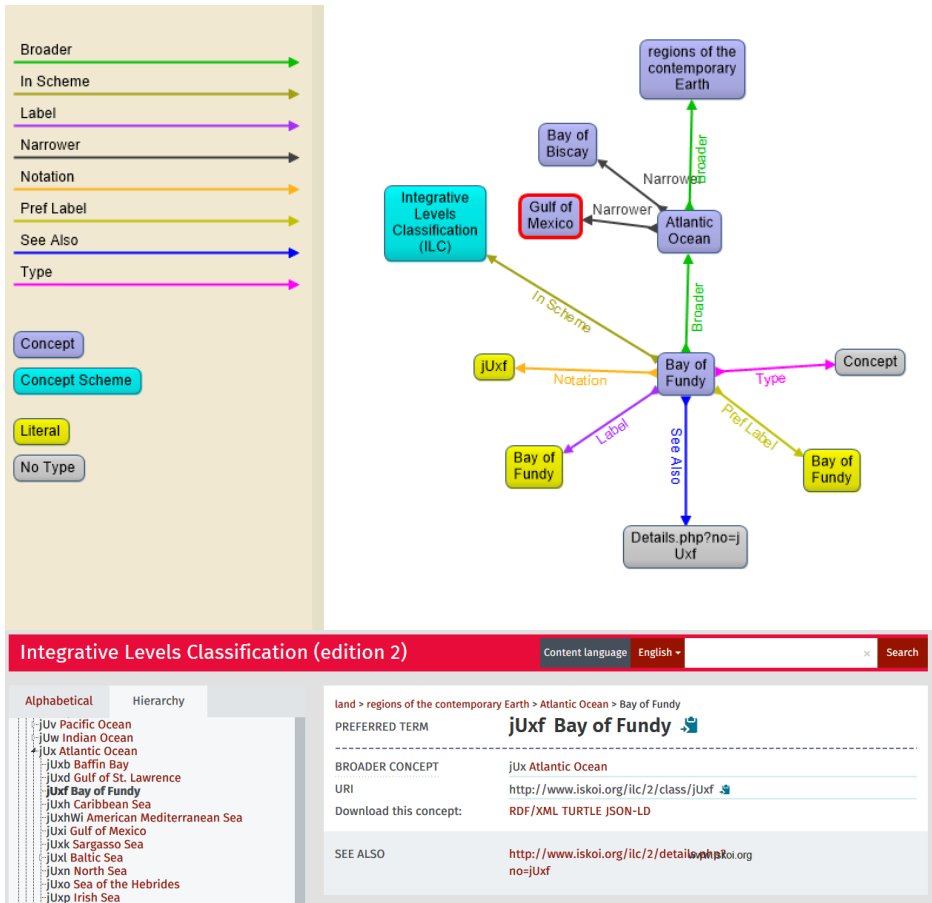 Broader
In Scheme
Label
Narrower
Notation
Pref Label
See Also
Type
Concept
Concept Scheme
Literal
No Type
regions of the
contemporary
Earth
Broader
Bay of
Biscay
Narrower
Gulf of
Mexico
Narrower
Atlantic
Ocean
Integrative
Levels
Classification
(ILC)
In Scheme
Broader
jUxf
Notation
Bay of
Fundy
Type
Concept
Label
See Also
Pref Label
Bay of
Fundy
Bay of
Fundy
Details.php?no=j
Uxf
Integrative Levels Classification (edition 2)
Content language English
× Search
Alphabetical Hierarchy
jUv Pacific Ocean
jUw Indian Ocean
jUx Atlantic Ocean
jUxb Baffin Bay
jUxd Gulf of St. Lawrence
jUxf Bay of Fundy
jUxh Caribbean Sea
jUxhWi American Mediterranean Sea
jUxi Gulf of Mexico
jUxk Sargasso Sea
jUxl Baltic Sea
jUxn North Sea
jUxo Sea of the Hebrides
jUxp Irish Sea
land > regions of the contemporary Earth > Atlantic Ocean > Bay of Fundy
PREFERRED TERM jUxf Bay of Fundy
BROADER CONCEPT jUx Atlantic Ocean
URI http://www.iskoi.org/ilc/2/class/jUxf
Download this concept: RDF/XML TURTLE JSON-LD
SEE ALSO http://www.iskoi.org/ilc/2/details.php?
www.iskoi.org
no=jUxf